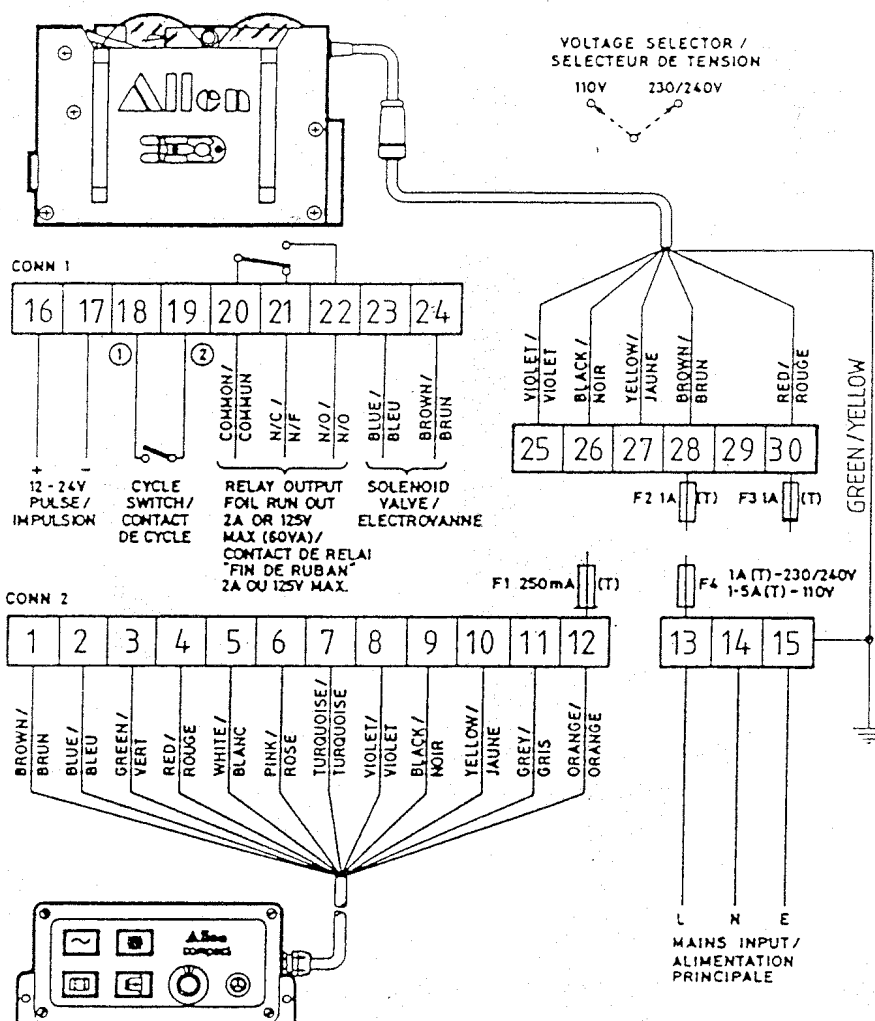 Allen
VOLTAGE SELECTOR /
SELECTEUR DE TENSION
110V 230/240V
CONN 1
16 17 18 19 20 21 22 23 24
1 2
COMMON/
COMMUN
N/C/
N/F
N/O/
N/O
BLUE/
BLEU
BROWN/
BRUN
+ -
12-24V
PULSE/
IMPULSION
CYCLE
SWITCH/
CONTACT
DE CYCLE
RELAY OUTPUT
FOIL RUN OUT
2A OR 125V
MAX (60VA)/
CONTACT DE RELAI
"FIN DE RUBAN"
2A OU 125V MAX.
SOLENOID
VALVE/
ELECTROVANNE
VIOLET/
VIOLET
BLACK/
NOIR
YELLOW/
JAUNE
BROWN/
BRUN
RED/
ROUGE
GREEN/YELLOW
25 26 27 28 29 30
F2 1A (T) F3 1A (T)
F1 250mA (T)
F4 1A (T)-230/240V
1-5A(T)-110V
CONN 2
1 2 3 4 5 6 7 8 9 10 11 12
13 14 15
BROWN/
BRUN
BLUE/
BLEU
GREEN/
VERT
RED/
ROUGE
WHITE/
BLANC
PINK/
ROSE
TURQUOISE/
TURQUOISE
VIOLET/
VIOLET
BLACK/
NOIR
YELLOW/
JAUNE
GREY/
GRIS
ORANGE/
ORANGE
L N E
MAINS INPUT/
ALIMENTATION
PRINCIPALE
Allen
compact